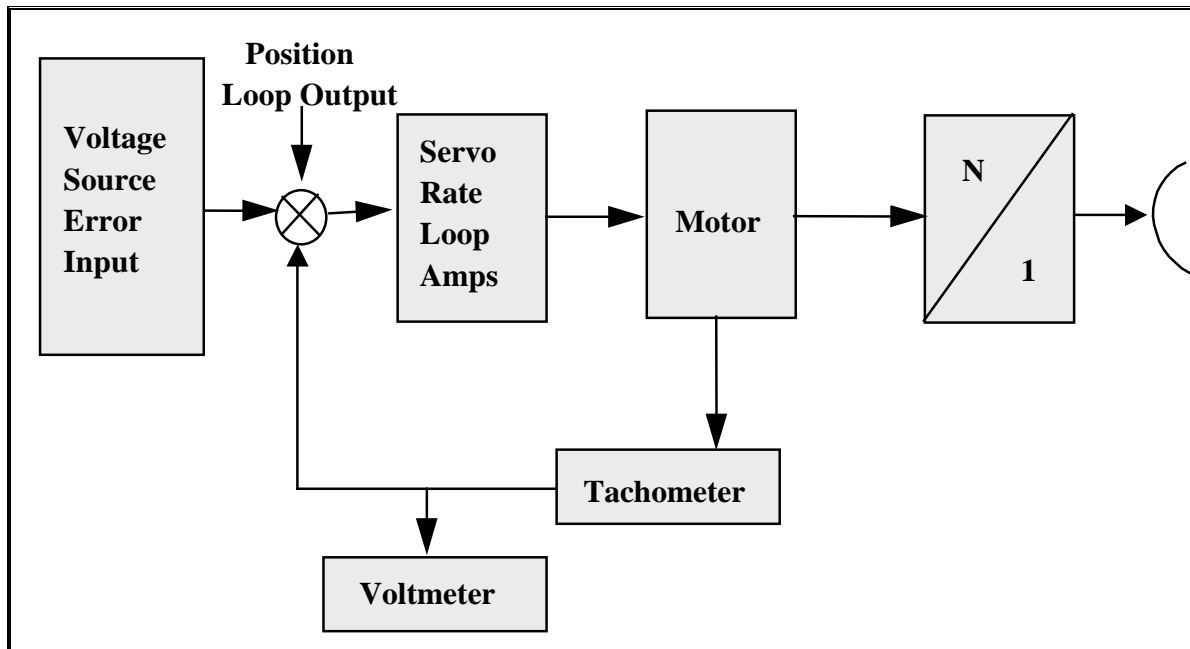 Position
Loop Output
Voltage
Source
Error
Input
Servo
Rate
Loop
Amps
Motor
N
1
Tachometer
Voltmeter